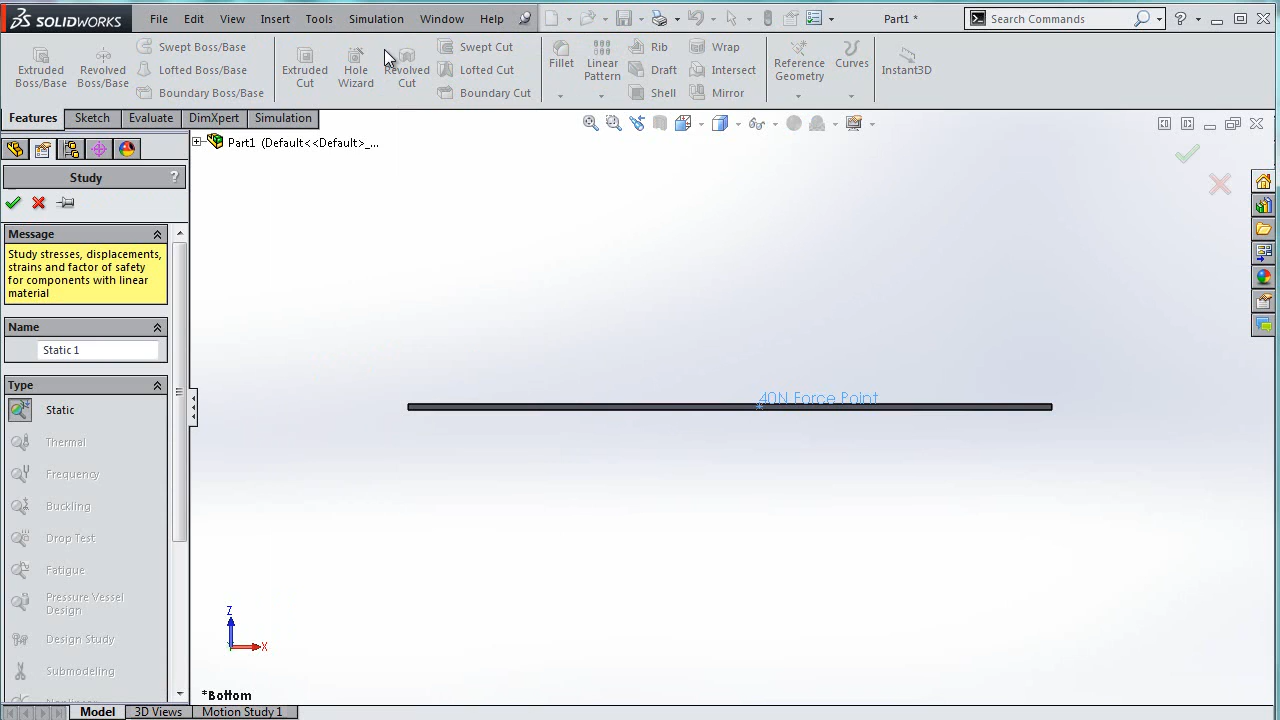 SOLIDWORKS File Edit View Insert Tools Simulation Window Help Part1 * Search Commands ?
Extruded Boss/Base
Revolved Boss/Base
Swept Boss/Base
Lofted Boss/Base
Boundary Boss/Base
Extruded Cut
Hole Wizard
Revolved Cut
Swept Cut
Lofted Cut
Boundary Cut
Fillet
Linear Pattern
Rib
Draft
Shell
Wrap
Intersect
Mirror
Reference Geometry
Curves
Instant3D
Features Sketch Evaluate DimXpert Simulation
Part1 (Default<<Default>_...
Study ?
Message
Study stresses, displacements,
strains and factor of safety
for components with linear
material
Name
Static 1
Type
Static
Thermal
Frequency
Buckling
Drop Test
Fatigue
Pressure Vessel
Design
Design Study
Submodeling
40N Force Point
Z
X
*Bottom
Model 3D Views Motion Study 1